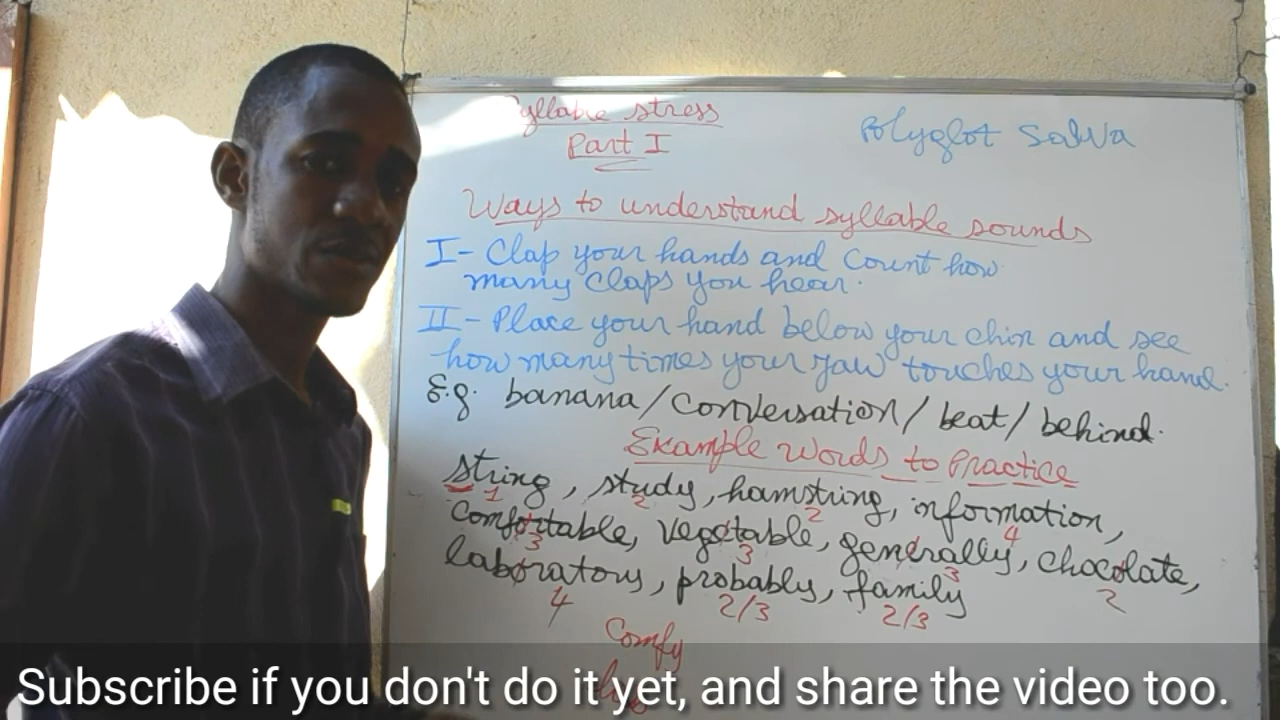 Syllable stress
Part I
Polyglot Salva
Ways to understand syllable sounds
I- Clap your hands and count how
many claps you hear.
II- Place your hand below your chin and see
how many times your jaw touches your hand.
E.g. banana/conversation/beat/behind.
Example words to Practice
string, study, hamstring, information,
1 2 2 4
comfortable, vegetable, generally, chocolate,
3 3 3 2
laboratory, probably, family
4 2/3 2/3
Comfy
Subscribe if you don't do it yet, and share the video too.